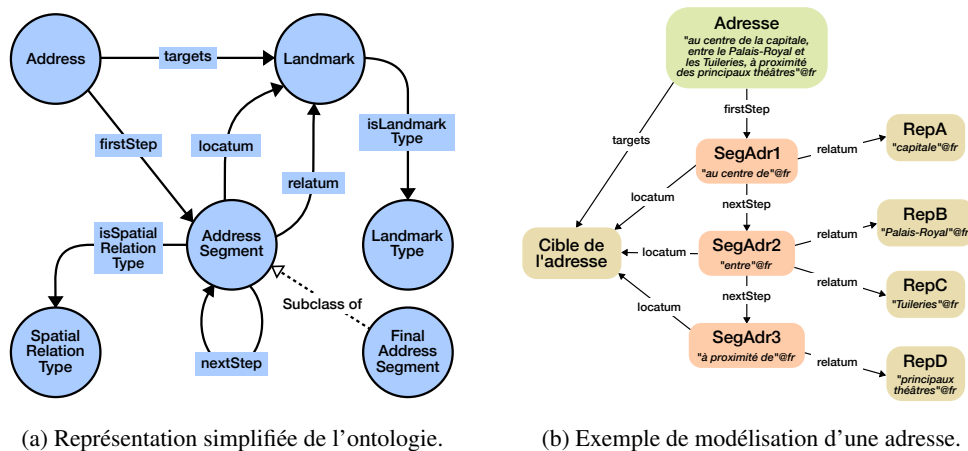 Address
targets
Landmark
firstStep
locatum
relatum
isLandmark
Type
isSpatial
Relation
Type
Address
Segment
Landmark
Type
Subclass of
Spatial
Relation
Type
nextStep
Final
Address
Segment
(a) Représentation simplifiée de l'ontologie.
Adresse
"au centre de la capitale,
entre le Palais-Royal et
les Tuileries, à proximité
des principaux théâtres"@fr
firstStep
targets
SegAdr1
"au centre de"@fr
relatum
RepA
"capitale"@fr
locatum
nextStep
Cible de
l'adresse
locatum
SegAdr2
"entre"@fr
relatum
RepB
"Palais-Royal"@fr
relatum
RepC
"Tuileries"@fr
nextStep
locatum
SegAdr3
"à proximité de"@fr
relatum
RepD
"principaux
théâtres"@fr
(b) Exemple de modélisation d'une adresse.